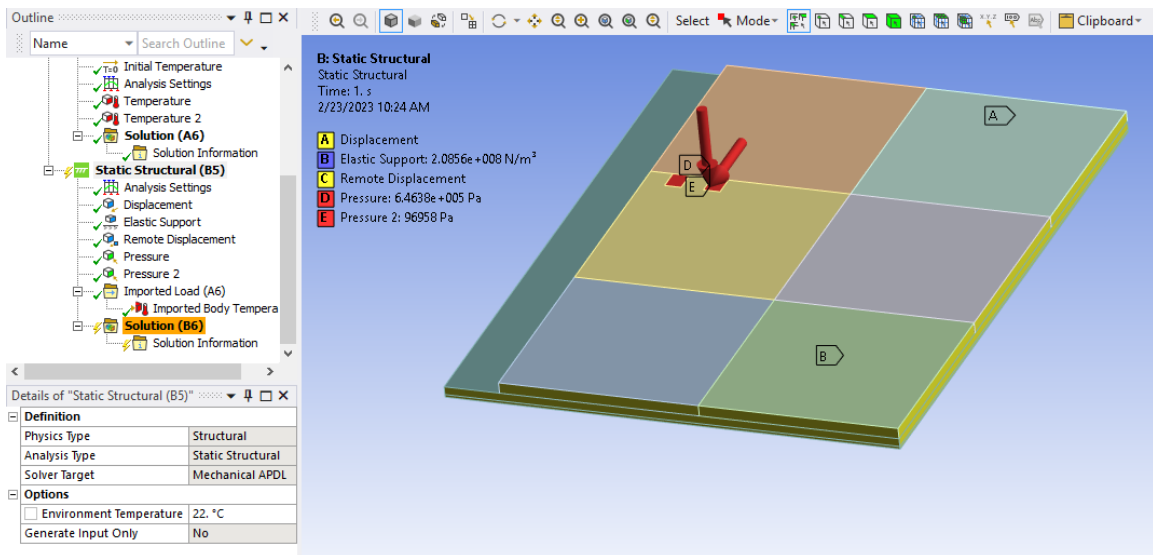 Outline
Name
Search Outline
Initial Temperature
Analysis Settings
Temperature
Temperature 2
Solution (A6)
Solution Information
Static Structural (B5)
Analysis Settings
Displacement
Elastic Support
Remote Displacement
Pressure
Pressure 2
Imported Load (A6)
Imported Body Tempera
Solution (B6)
Solution Information
Details of "Static Structural (B5)"
Definition
Physics Type Structural
Analysis Type Static Structural
Solver Target Mechanical APDL
Options
Environment Temperature 22. °C
Generate Input Only No
Select Mode Clipboard
B: Static Structural
Static Structural
Time: 1. s
2/23/2023 10:24 AM
A Displacement
B Elastic Support: 2.0856e+008 N/m³
C Remote Displacement
D Pressure: 6.4638e+005 Pa
E Pressure 2: 96958 Pa
A
D
E
B